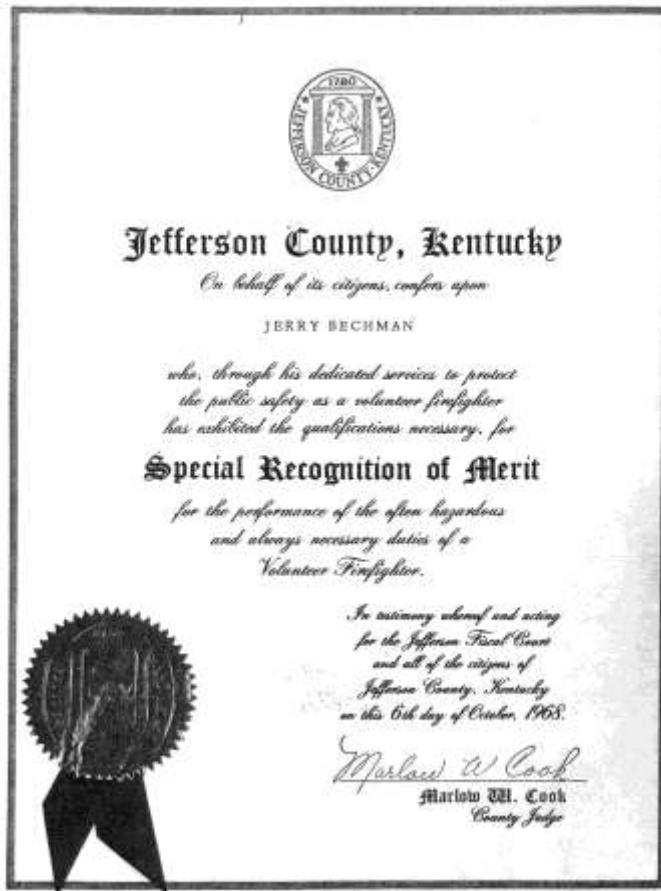 1780
JEFFERSON COUNTY · KENTUCKY
Jefferson County, Kentucky
On behalf of its citizens, confers upon
JERRY BECHMAN
who, through his dedicated services to protect
the public safety as a volunteer firefighter
has exhibited the qualifications necessary, for
Special Recognition of Merit
for the performance of the often hazardous
and always necessary duties of a
Volunteer Firefighter.
In testimony whereof and acting
for the Jefferson Fiscal Court
and all of the citizens of
Jefferson County, Kentucky
on this 6th day of October, 1968.
Marlow W Cook
Marlow W. Cook
County Judge